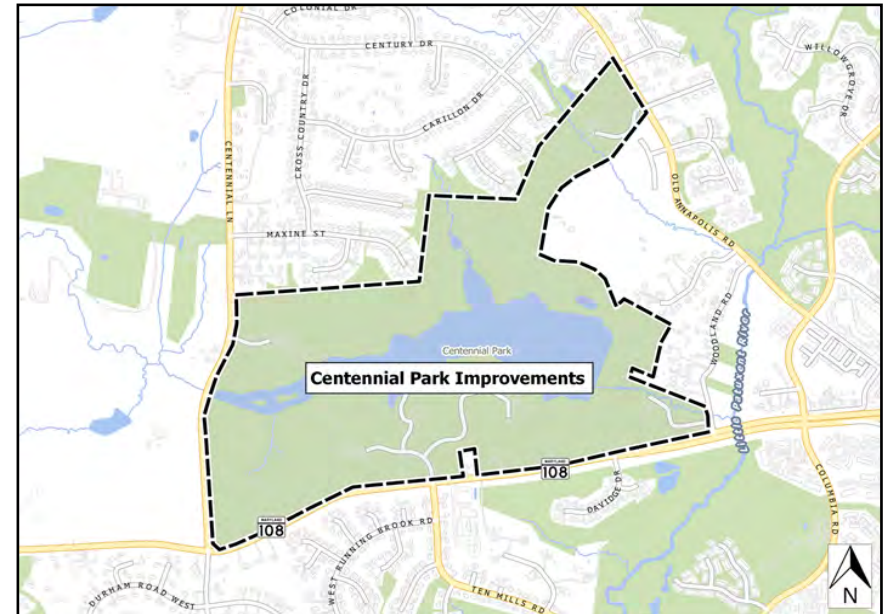 COLONIAL DR
CENTURY DR
WILLOWGROVE DR
CARILLON DR
CROSS COUNTRY DR
CENTENNIAL LN
OLD ANNAPOLIS RD
MAXINE ST
WOODLAND RD
Little Patuxent River
Centennial Park
Centennial Park Improvements
MARYLAND
108
DAVIDGE DR
COLUMBIA RD
MARYLAND
108
WEST RUNNING BROOK RD
DURHAM ROAD WEST
TEN MILLS RD
N